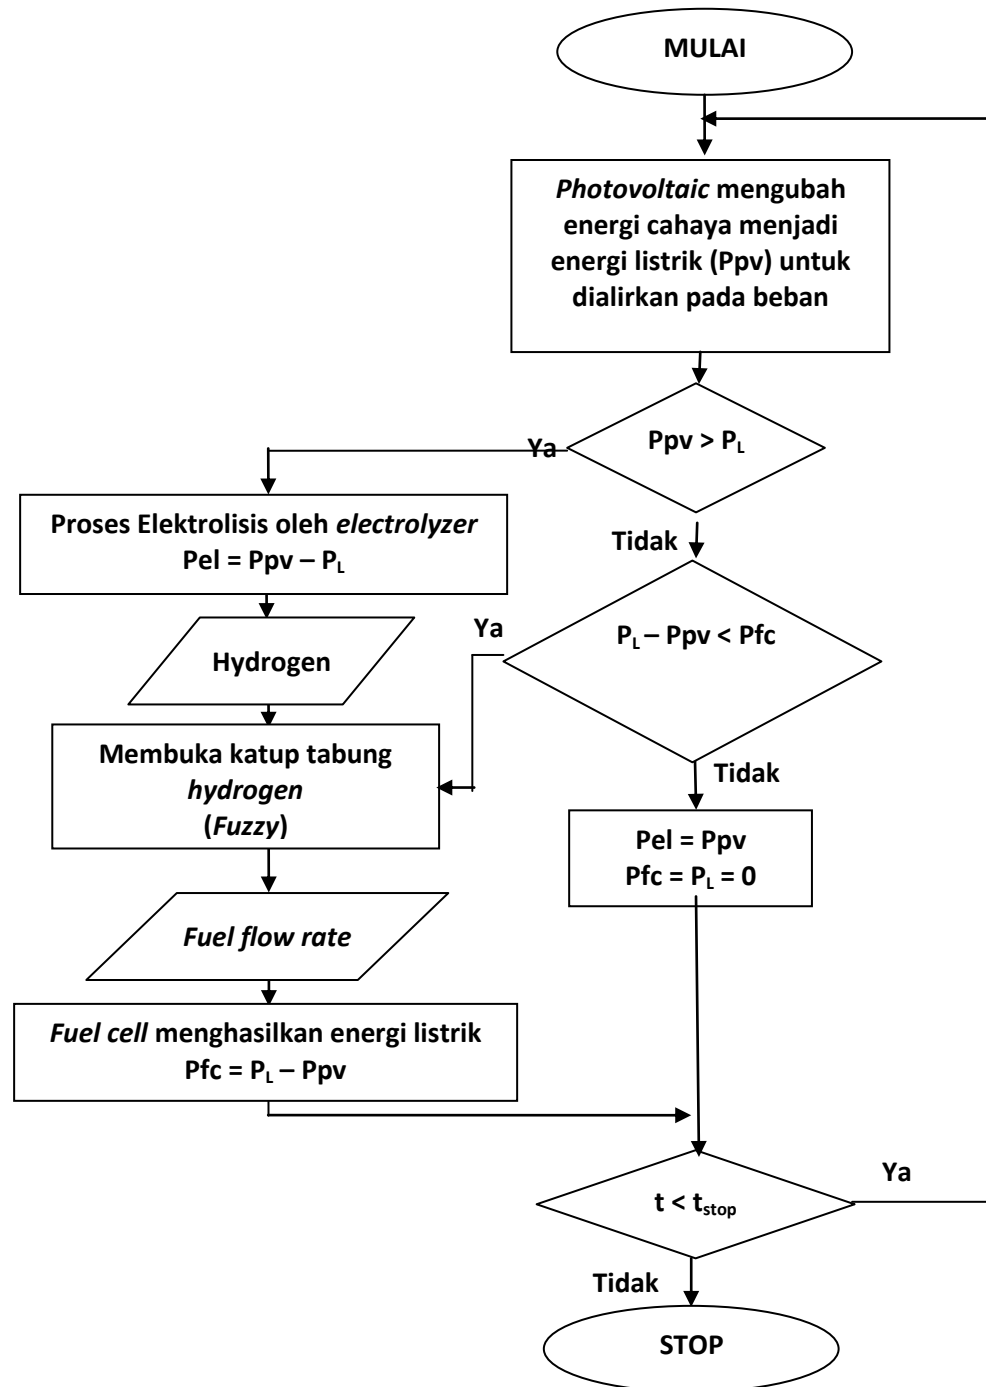 MULAI
Photovoltaic mengubah
energi cahaya menjadi
energi listrik (Ppv) untuk
dialirkan pada beban
Ppv > PL
Ya
Proses Elektrolisis oleh electrolyzer
Pel = Ppv – PL
Tidak
Hydrogen
Ya
PL – Ppv < Pfc
Membuka katup tabung
hydrogen
(Fuzzy)
Tidak
Pel = Ppv
Pfc = PL = 0
Fuel flow rate
Fuel cell menghasilkan energi listrik
Pfc = PL – Ppv
t < tstop
Ya
Tidak
STOP